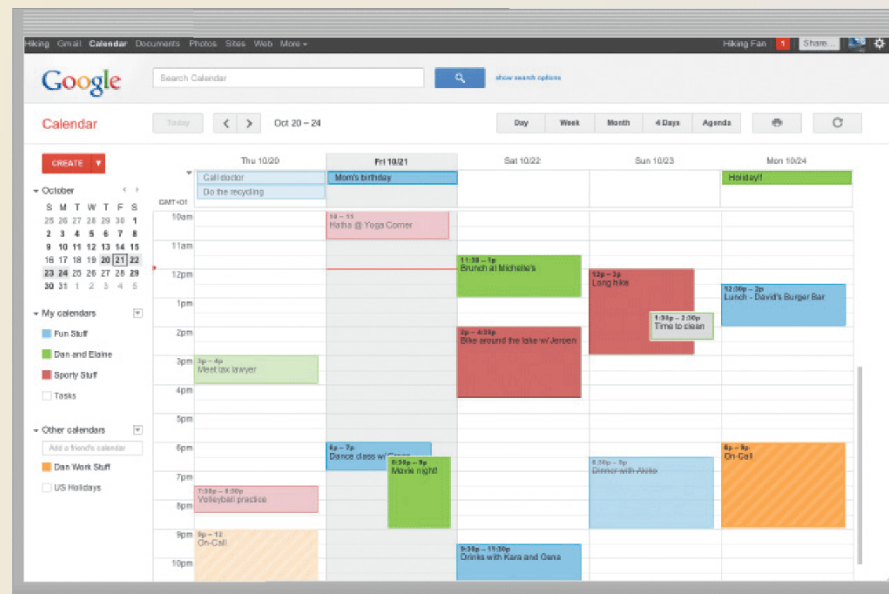 Hiking Gmail Calendar Documents Photos Sites Web More
Hiking Fan 1 Share...
Google
Search Calendar
show search options
Calendar
Today
Oct 20 – 24
Day Week Month 4 Days Agenda
CREATE
Thu 10/20 Fri 10/21 Sat 10/22 Sun 10/23 Mon 10/24
Call doctor
Mom's birthday
Holiday!!
Do the recycling
GMT+01
October
S M T W T F S
25 26 27 28 29 30 1
2 3 4 5 6 7 8
9 10 11 12 13 14 15
16 17 18 19 20 21 22
23 24 25 26 27 28 29
30 31 1 2 3 4 5
My calendars
Fun Stuff
Dan and Elaine
Sporty Stuff
Tasks
Other calendars
Add a friend's calendar
Dan Work Stuff
US Holidays
10am
11am
12pm
1pm
2pm
3pm
4pm
5pm
6pm
7pm
8pm
9pm
10pm
3p – 4p
Meet tax lawyer
7:30p – 8:30p
Volleyball practice
9p – 12
On-Call
10 – 11
Hatha @ Yoga Corner
6p – 7p
Dance class w/
6:30p – 9p
Movie night!
11:30 – 1p
Brunch at Michelle's
2p – 4:30p
Bike around the lake w/ Jeroen
9:30p – 11:30p
Drinks with Kara and Oana
12p – 3p
Long hike
1:30p – 2:30p
Time to clean
6:30p – 9p
Dinner with Akiko
12:30p – 2p
Lunch - David's Burger Bar
6p – 9p
On-Call